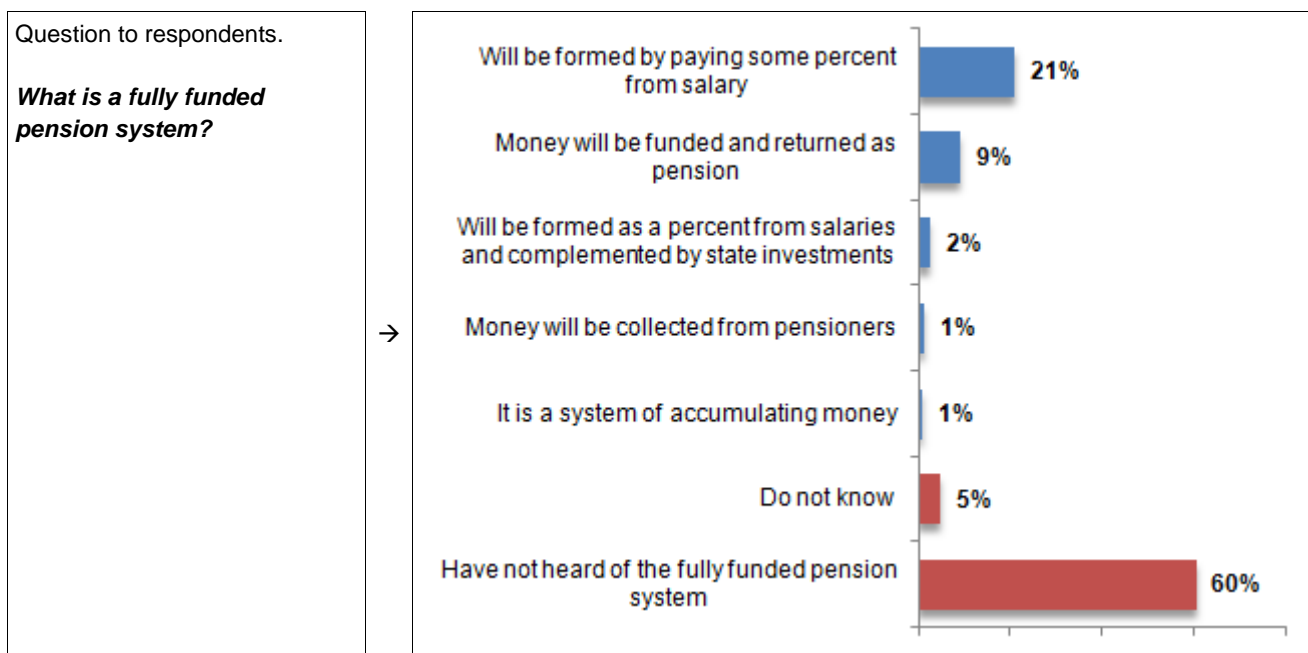 Question to respondents.
What is a fully funded
pension system?
→
Will be formed by paying some percent
from salary
21%
Money will be funded and returned as
pension
9%
Will be formed as a percent from salaries
and complemented by state investments
2%
Money will be collected from pensioners
1%
It is a system of accumulating money
1%
Do not know
5%
Have not heard of the fully funded pension
system
60%